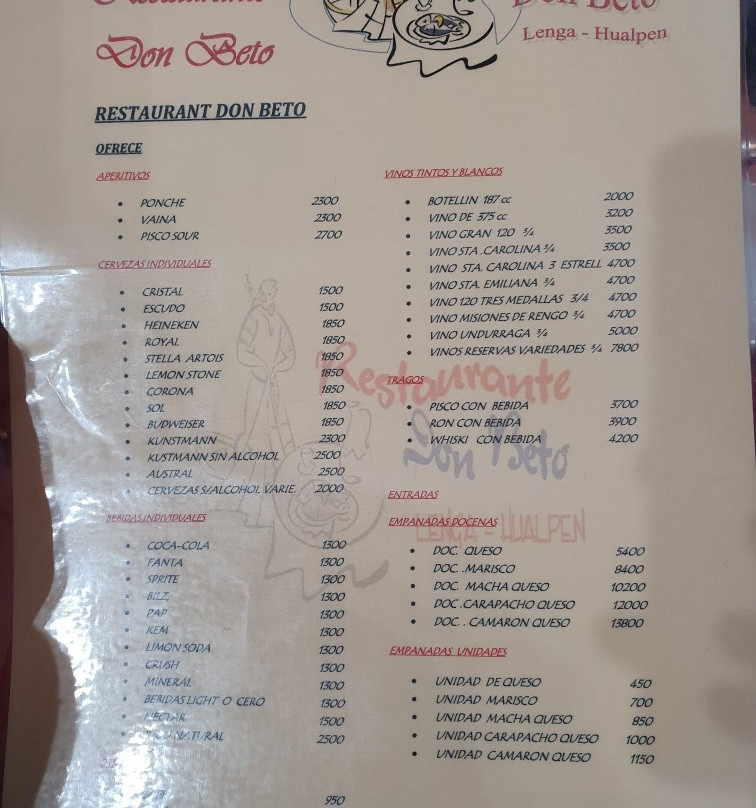 Don Beto
Don Beto
Lenga - Hualpen
RESTAURANT DON BETO
OFRECE
APERITIVOS
PONCHE 2300
VAINA 2300
PISCO SOUR 2700
CERVEZAS INDIVIDUALES
CRISTAL 1500
ESCUDO 1500
HEINEKEN 1850
ROYAL 1850
STELLA ARTOIS 1850
LEMON STONE 1850
CORONA 1850
SOL 1850
BUDWEISER 1850
KUNSTMANN 2300
KUSTMANN SIN ALCOHOL 2500
AUSTRAL 2500
CERVEZAS S/ALCOHOL VARIE. 2000
BEBIDAS INDIVIDUALES
COCA-COLA 1300
FANTA 1300
SPRITE 1300
BILZ 1300
PAP 1300
KEM 1300
LIMON SODA 1300
CRUSH 1300
MINERAL 1300
BEBIDAS LIGHT O CERO 1300
NECTAR 1500
NATURAL 2500
950
VINOS TINTOS Y BLANCOS
BOTELLIN 187 cc 2000
VINO DE 375 cc 3200
VINO GRAN 120 ¾ 3500
VINO STA .CAROLINA ¾ 3500
VINO STA. CAROLINA 3 ESTRELL 4700
VINO STA. EMILIANA ¾ 4700
VINO 120 TRES MEDALLAS 3/4 4700
VINO MISIONES DE RENGO ¾ 4700
VINO UNDURRAGA ¾ 5000
VINOS RESERVAS VARIEDADES ¾ 7800
TRAGOS
PISCO CON BEBIDA 3700
RON CON BEBIDA 3900
WHISKI CON BEBIDA 4200
Restaurante
Don Beto
LENGA - HUALPEN
ENTRADAS
EMPANADAS DOCENAS
DOC. QUESO 5400
DOC .MARISCO 8400
DOC. MACHA QUESO 10200
DOC .CARAPACHO QUESO 12000
DOC. . CAMARON QUESO 13800
EMPANADAS UNIDADES
UNIDAD DE QUESO 450
UNIDAD MARISCO 700
UNIDAD MACHA QUESO 850
UNIDAD CARAPACHO QUESO 1000
UNIDAD CAMARON QUESO 1150